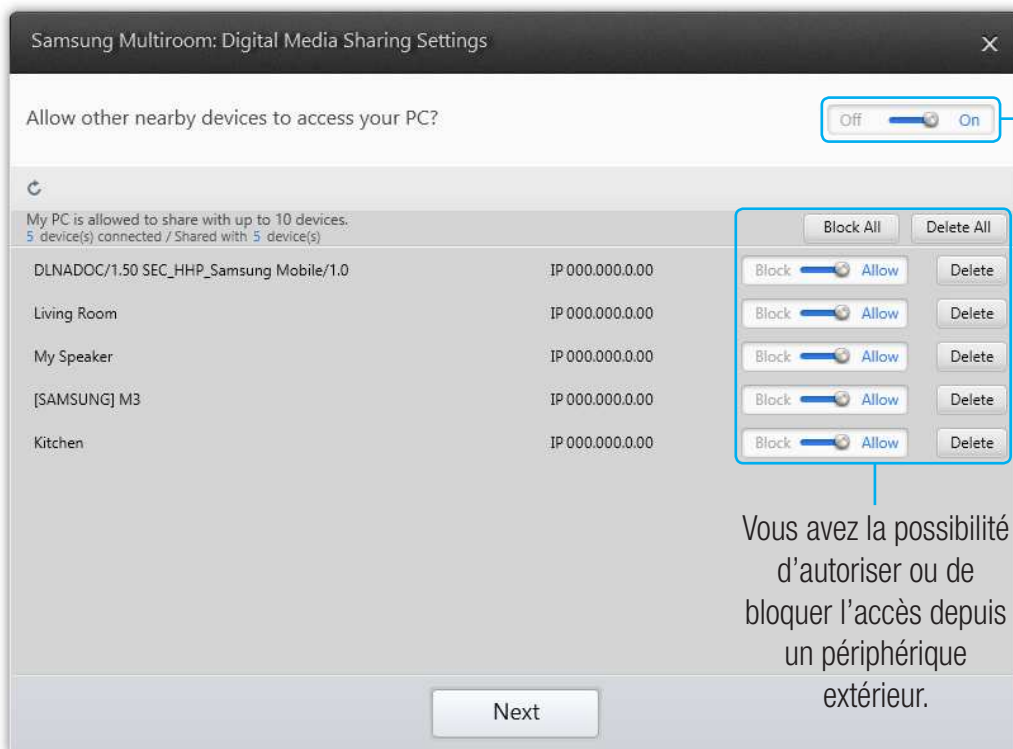 Samsung Multiroom: Digital Media Sharing Settings
Allow other nearby devices to access your PC?
Off On
My PC is allowed to share with up to 10 devices.
5 device(s) connected / Shared with 5 device(s)
Block All Delete All
DLNADOC/1.50 SEC_HHP_Samsung Mobile/1.0 IP 000.000.0.00 Block Allow Delete
Living Room IP 000.000.0.00 Block Allow Delete
My Speaker IP 000.000.0.00 Block Allow Delete
[SAMSUNG] M3 IP 000.000.0.00 Block Allow Delete
Kitchen IP 000.000.0.00 Block Allow Delete
Vous avez la possibilité
d'autoriser ou de
bloquer l'accès depuis
un périphérique
extérieur.
Next